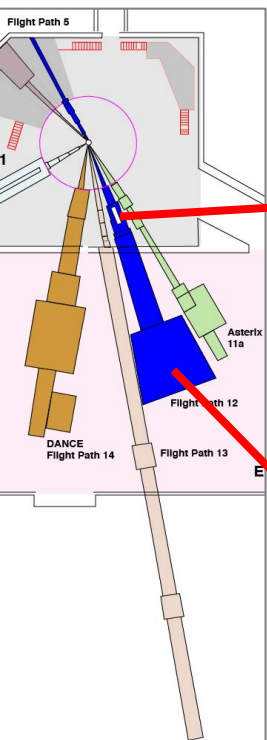 Flight Path 5
1
Asterix
11a
Flight Path 12
E
DANCE
Flight Path 14
Flight Path 13